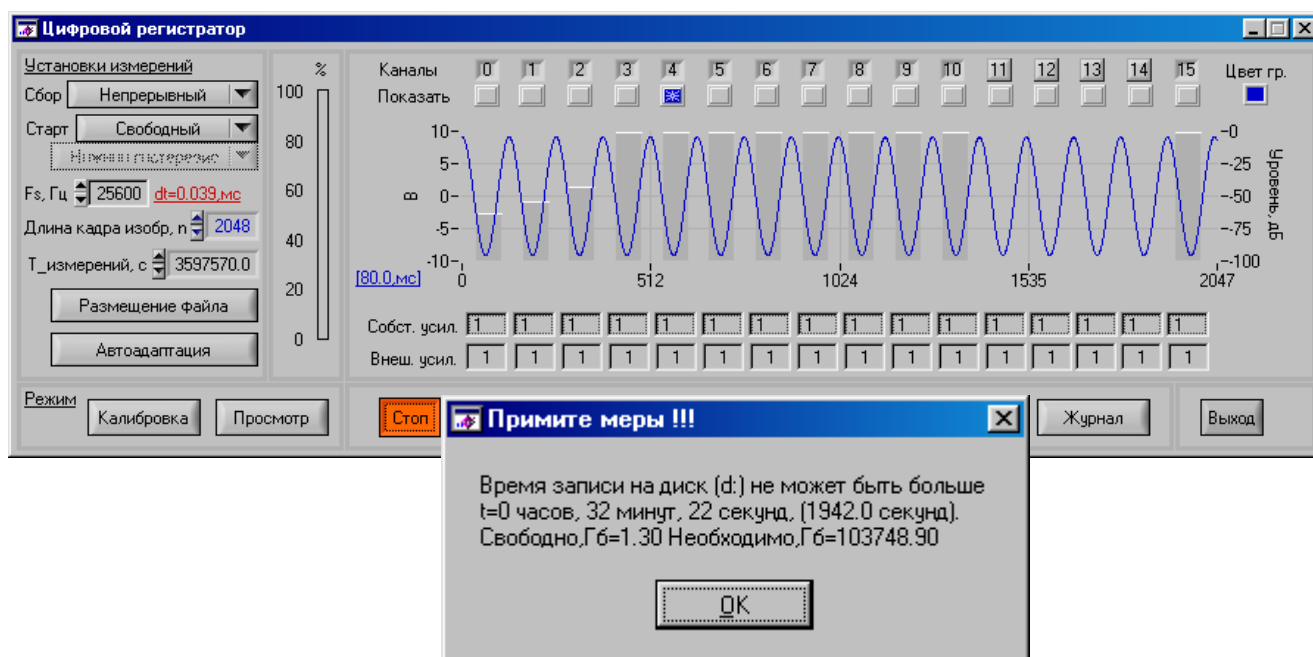 Цифровой регистратор
Установки измерений
Сбор Непрерывный
Старт Свободный
Fs, Гц 25600 dt=0.039,мс
Длина кадра изобр, n 2048
Т_измерений, с 3597570.0
Размещение файла
Автоадаптация
%
100
80
60
40
20
0
Каналы 0 1 2 3 4 5 6 7 8 9 10 11 12 13 14 15 Цвет гр.
Показать
10 -0
5 -25
В 0 -50 Уровень, дБ
-5 -75
-10 -100
[80.0,мс] 0 512 1024 1535 2047
Собст. усил. 1 1 1 1 1 1 1 1 1 1 1 1 1 1 1 1
Внеш. усил. 1 1 1 1 1 1 1 1 1 1 1 1 1 1 1 1
Режим
Калибровка Просмотр Стоп Журнал Выход
Примите меры !!!
Время записи на диск (d:) не может быть больше
t=0 часов, 32 минут, 22 секунд, (1942.0 секунд).
Свободно,Гб=1.30 Необходимо,Гб=103748.90
OK